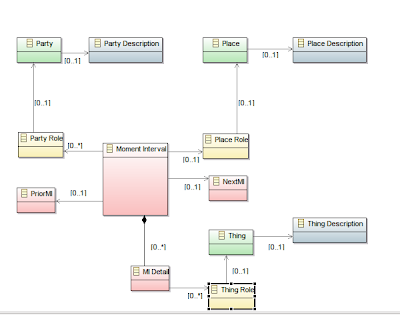 Party
Party Description
Place
Place Description
[0..1]
[0..1]
[0..1]
[0..1]
Party Role
[0..*]
Moment Interval
Place Role
[0..1]
PriorMI
[0..1]
NextMI
[0..1]
Thing
Thing Description
[0..1]
[0..*]
MI Detail
[0..1]
[0..*]
Thing Role